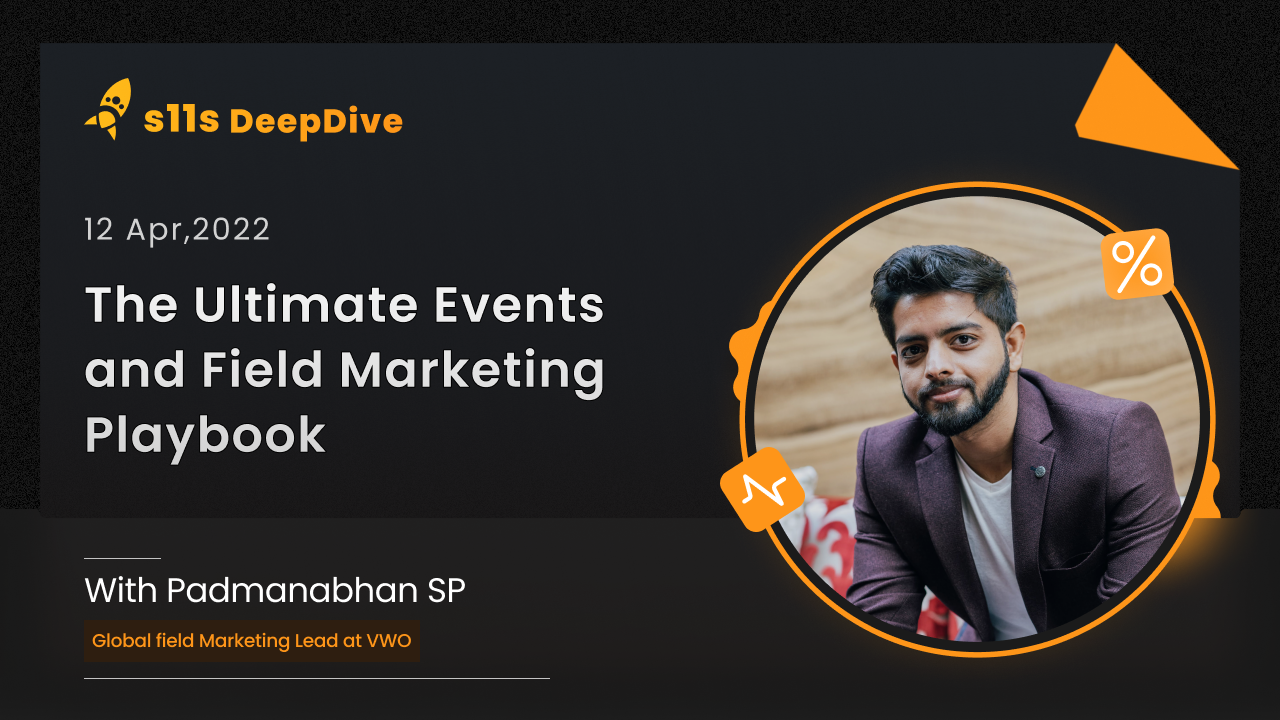 s11s DeepDive
12 Apr,2022
The Ultimate Events
and Field Marketing
Playbook
With Padmanabhan SP
Global field Marketing Lead at VWO
%